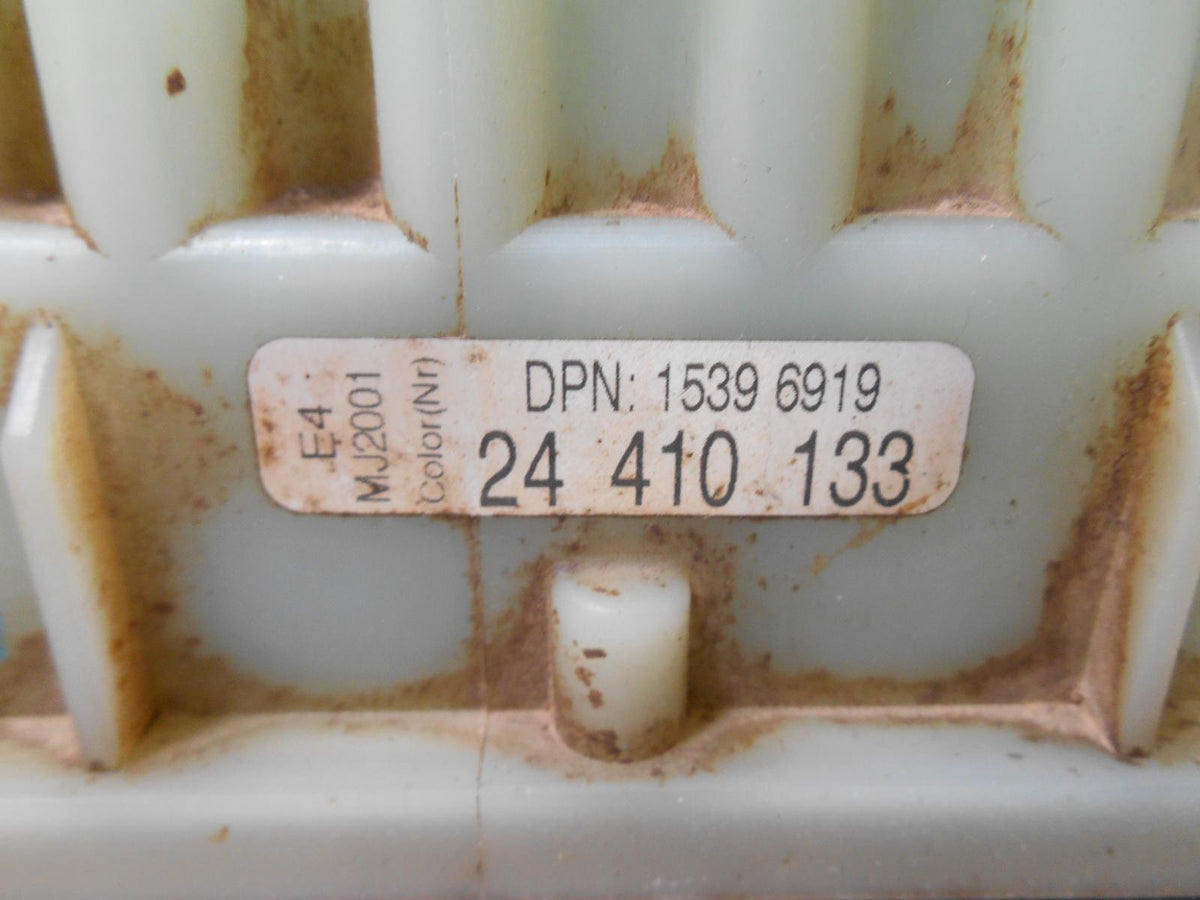 E4
MJ2001
Color(Nr)
DPN: 1539 6919
24 410 133